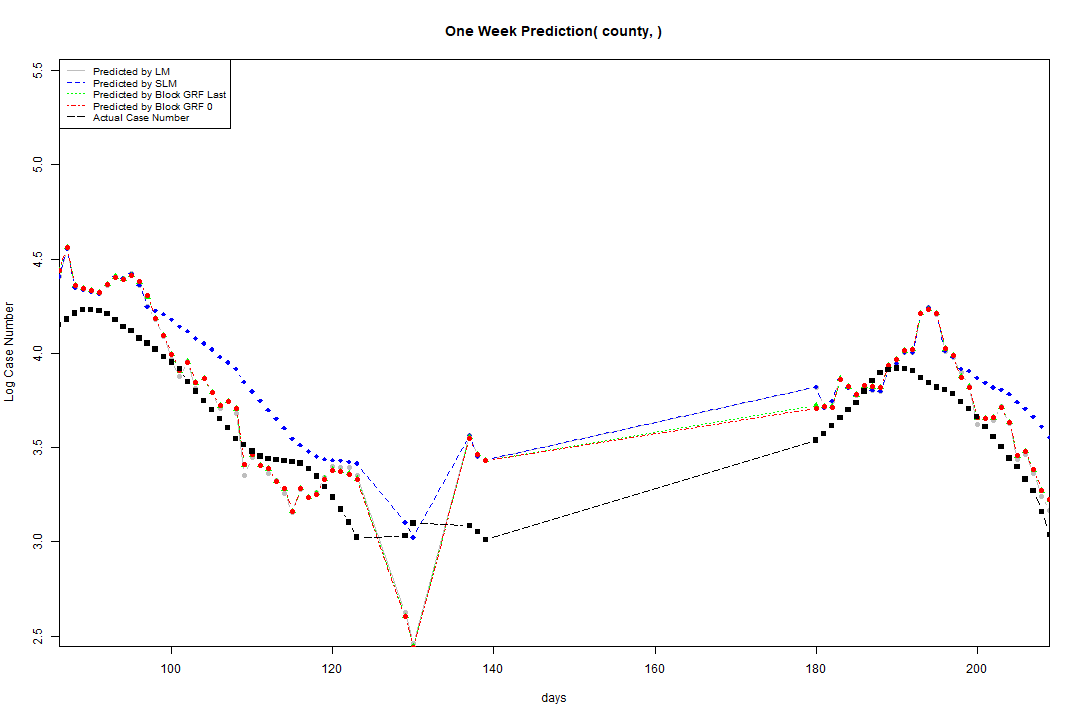 One Week Prediction( county, )
Predicted by LM
Predicted by SLM
Predicted by Block GRF Last
Predicted by Block GRF 0
Actual Case Number
Log Case Number
5.5
5.0
4.5
4.0
3.5
3.0
2.5
100 120 140 160 180 200
days